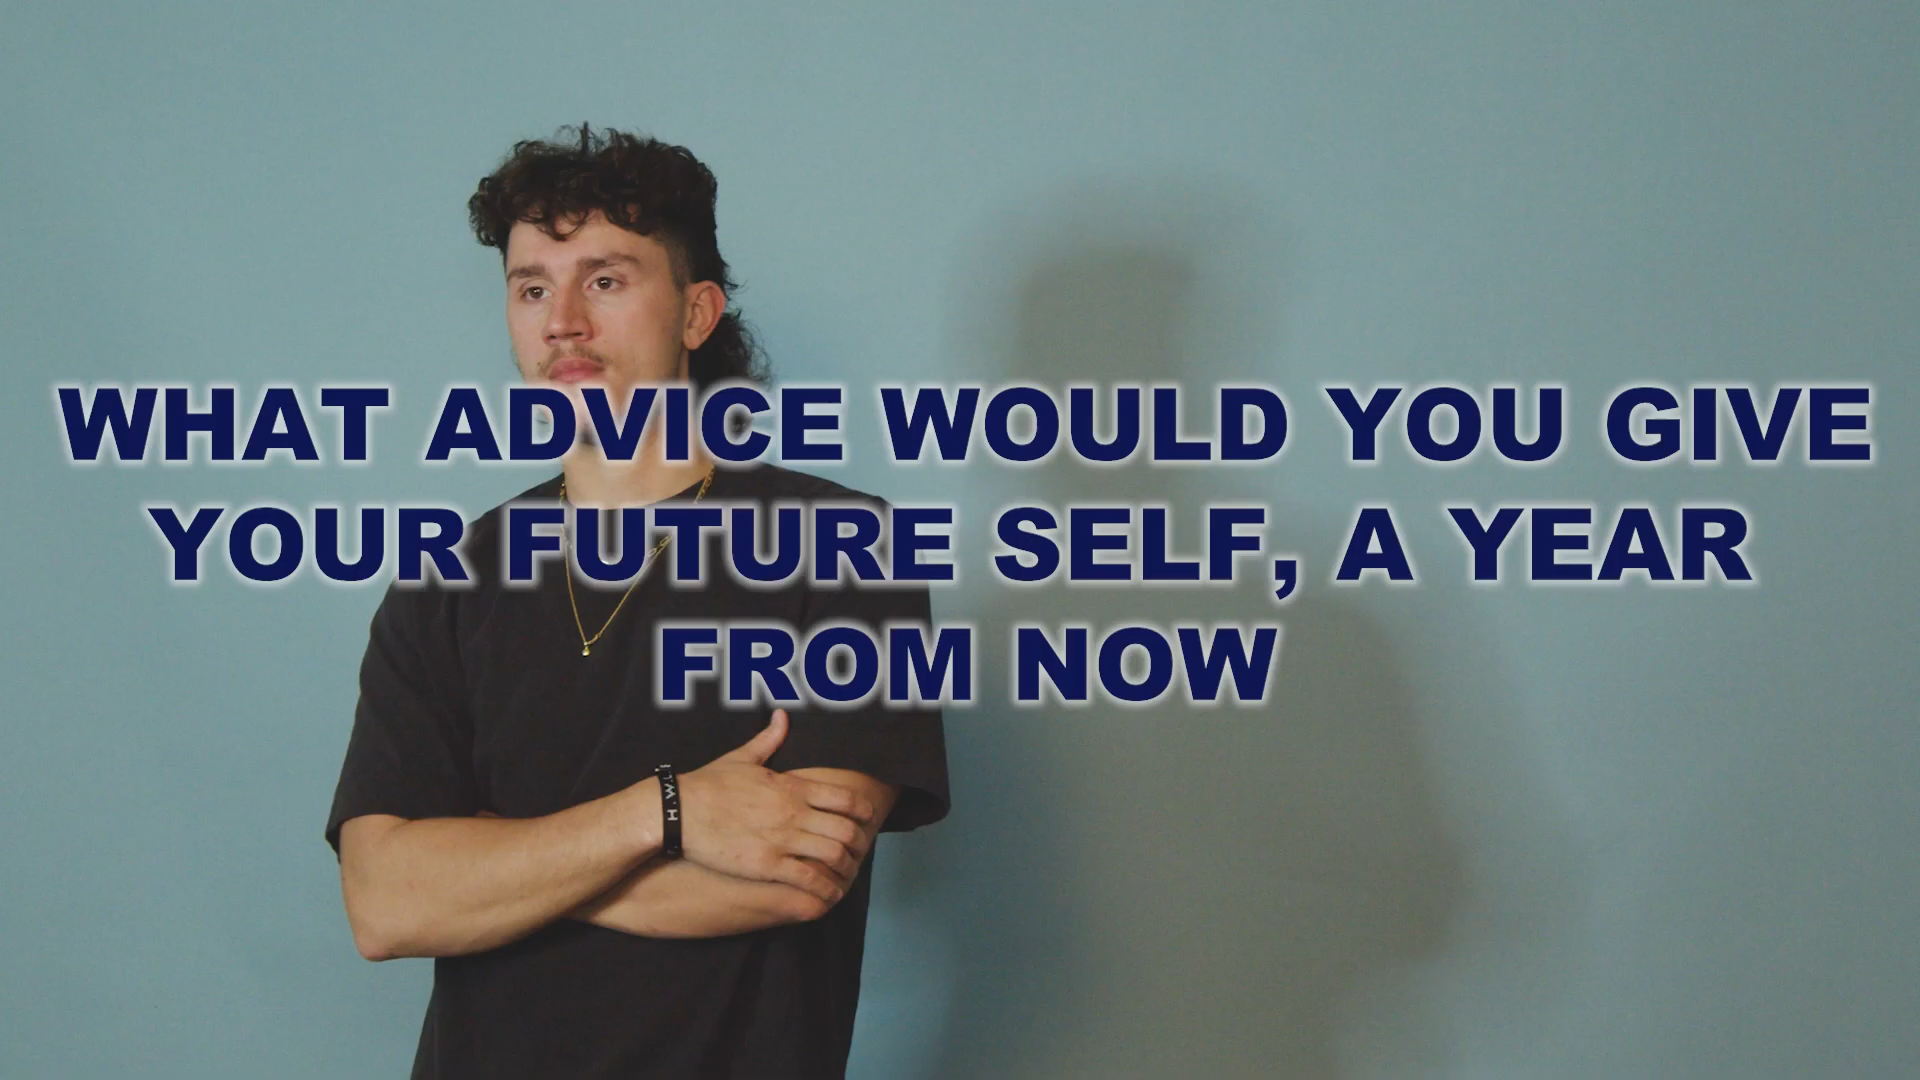 WHAT ADVICE WOULD YOU GIVE
YOUR FUTURE SELF, A YEAR
FROM NOW
H.W.L.F